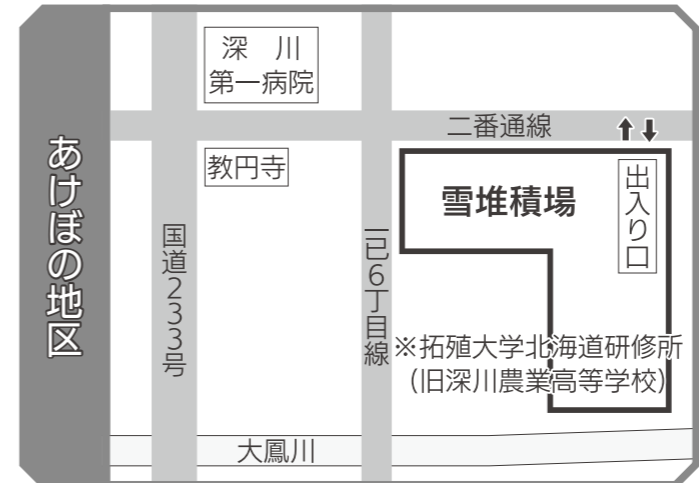 あけぼの地区
深川
第一病院
二番通線
教円寺
雪堆積場
出入り口
国道233号
一已6丁目線
※拓殖大学北海道研修所
(旧深川農業高等学校)
大鳳川